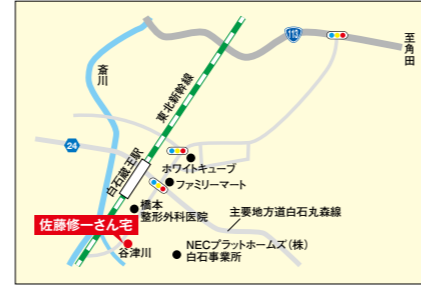 113
至角田
斎川
東北新幹線
24
白石蔵王駅
ホワイトキューブ
ファミリーマート
橋本
整形外科医院
主要地方道白石丸森線
佐藤修一さん宅
谷津川
NECプラットホームズ(株)
白石事業所